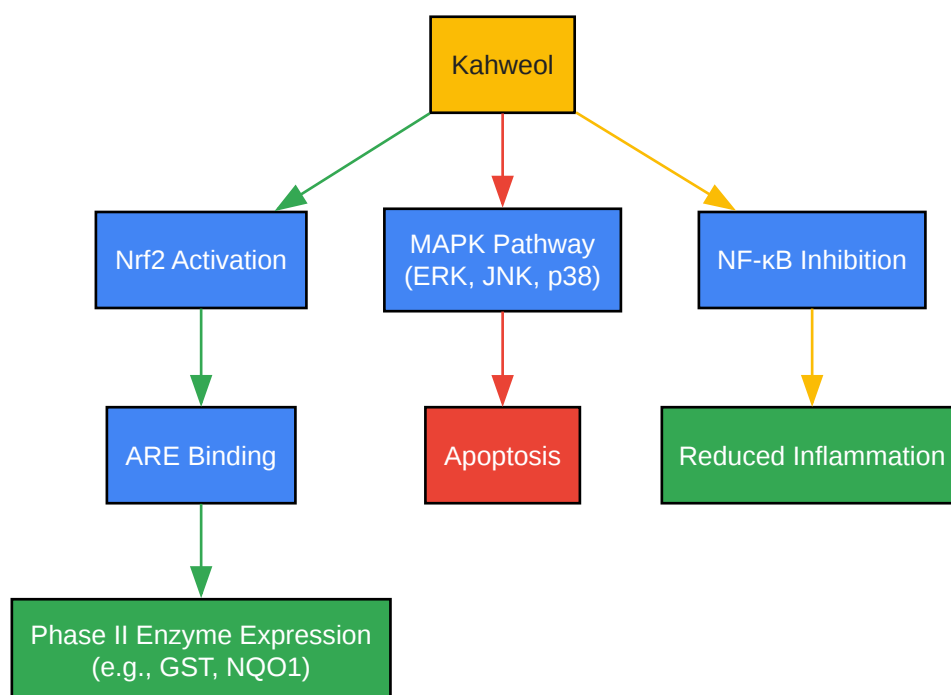 Kahweol
Nrf2 Activation
MAPK Pathway
(ERK, JNK, p38)
NF-κB Inhibition
ARE Binding
Apoptosis
Reduced Inflammation
Phase II Enzyme Expression
(e.g., GST, NQO1)